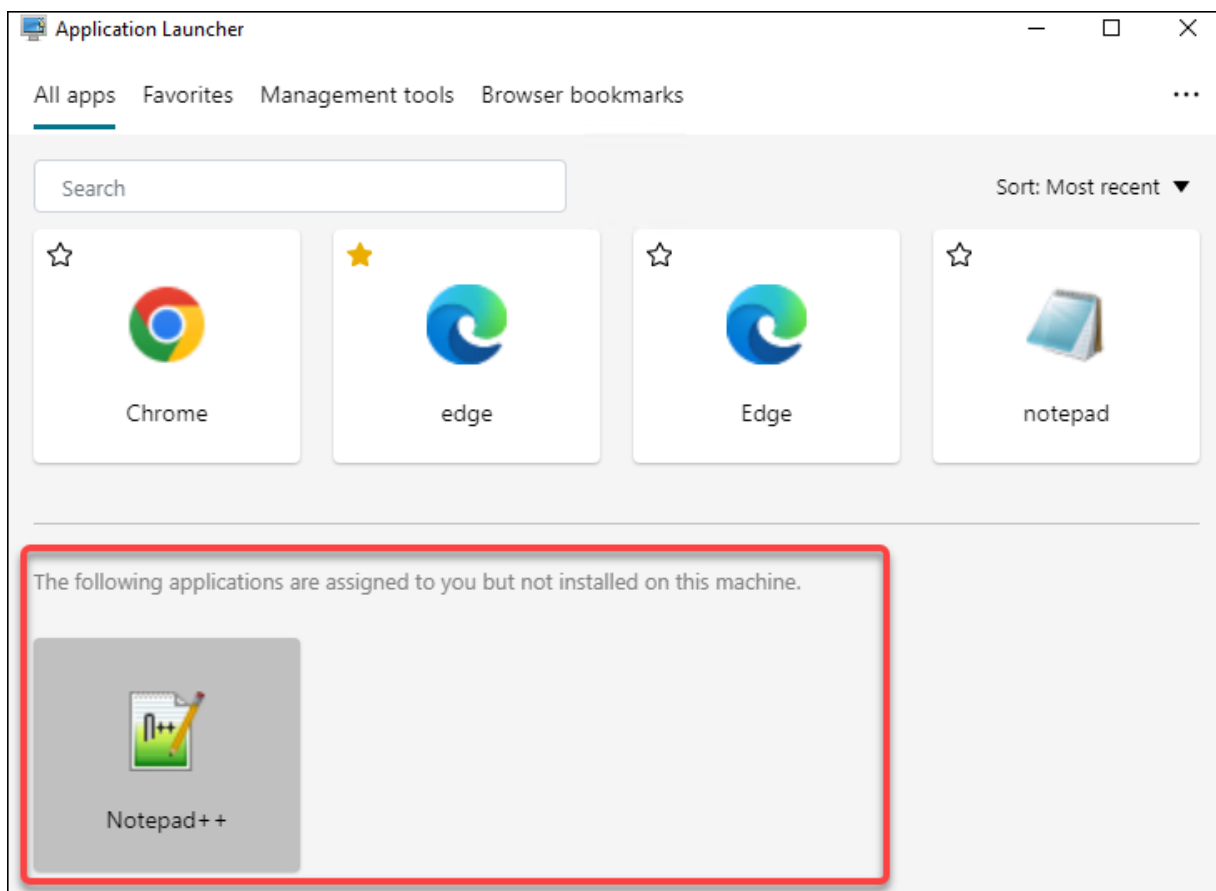 Application Launcher
All apps Favorites Management tools Browser bookmarks
Search
Sort: Most recent
Chrome
edge
Edge
notepad
The following applications are assigned to you but not installed on this machine.
n++
Notepad++